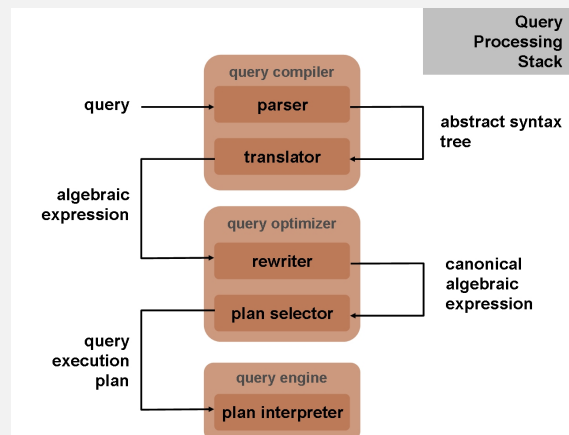 Query
Processing
Stack
query compiler
query
parser
abstract syntax
tree
translator
algebraic
expression
query optimizer
rewriter
canonical
algebraic
expression
plan selector
query
execution
plan
query engine
plan interpreter